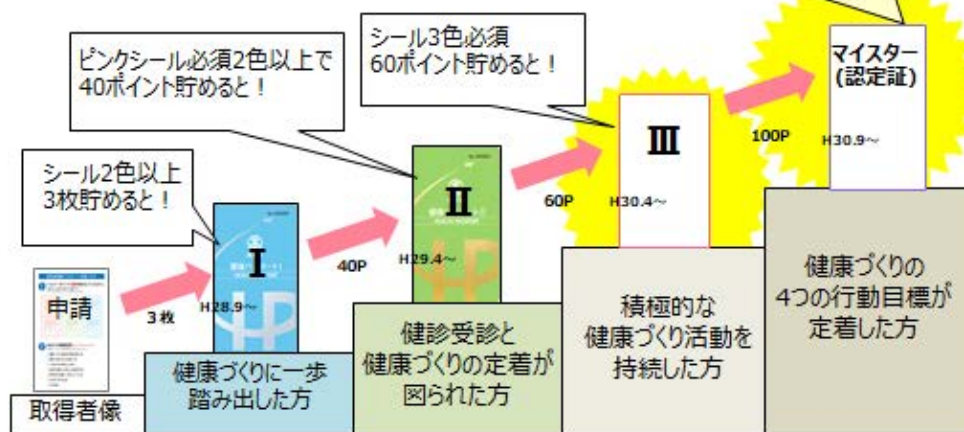 ピンクシール必須2色以上で
40ポイント貯めると!
シール3色必須
60ポイント貯めると!
シール2色以上
3枚貯めると!
申請
3枚
取得者像
I
H28.9~
健康づくりに一歩
踏み出した方
40P
II
H29.4~
健診受診と
健康づくりの定着が
図られた方
60P
III
H30.4~
積極的な
健康づくり活動を
持続した方
100P
マイスター
(認定証)
H30.9~
健康づくりの
4つの行動目標が
定着した方